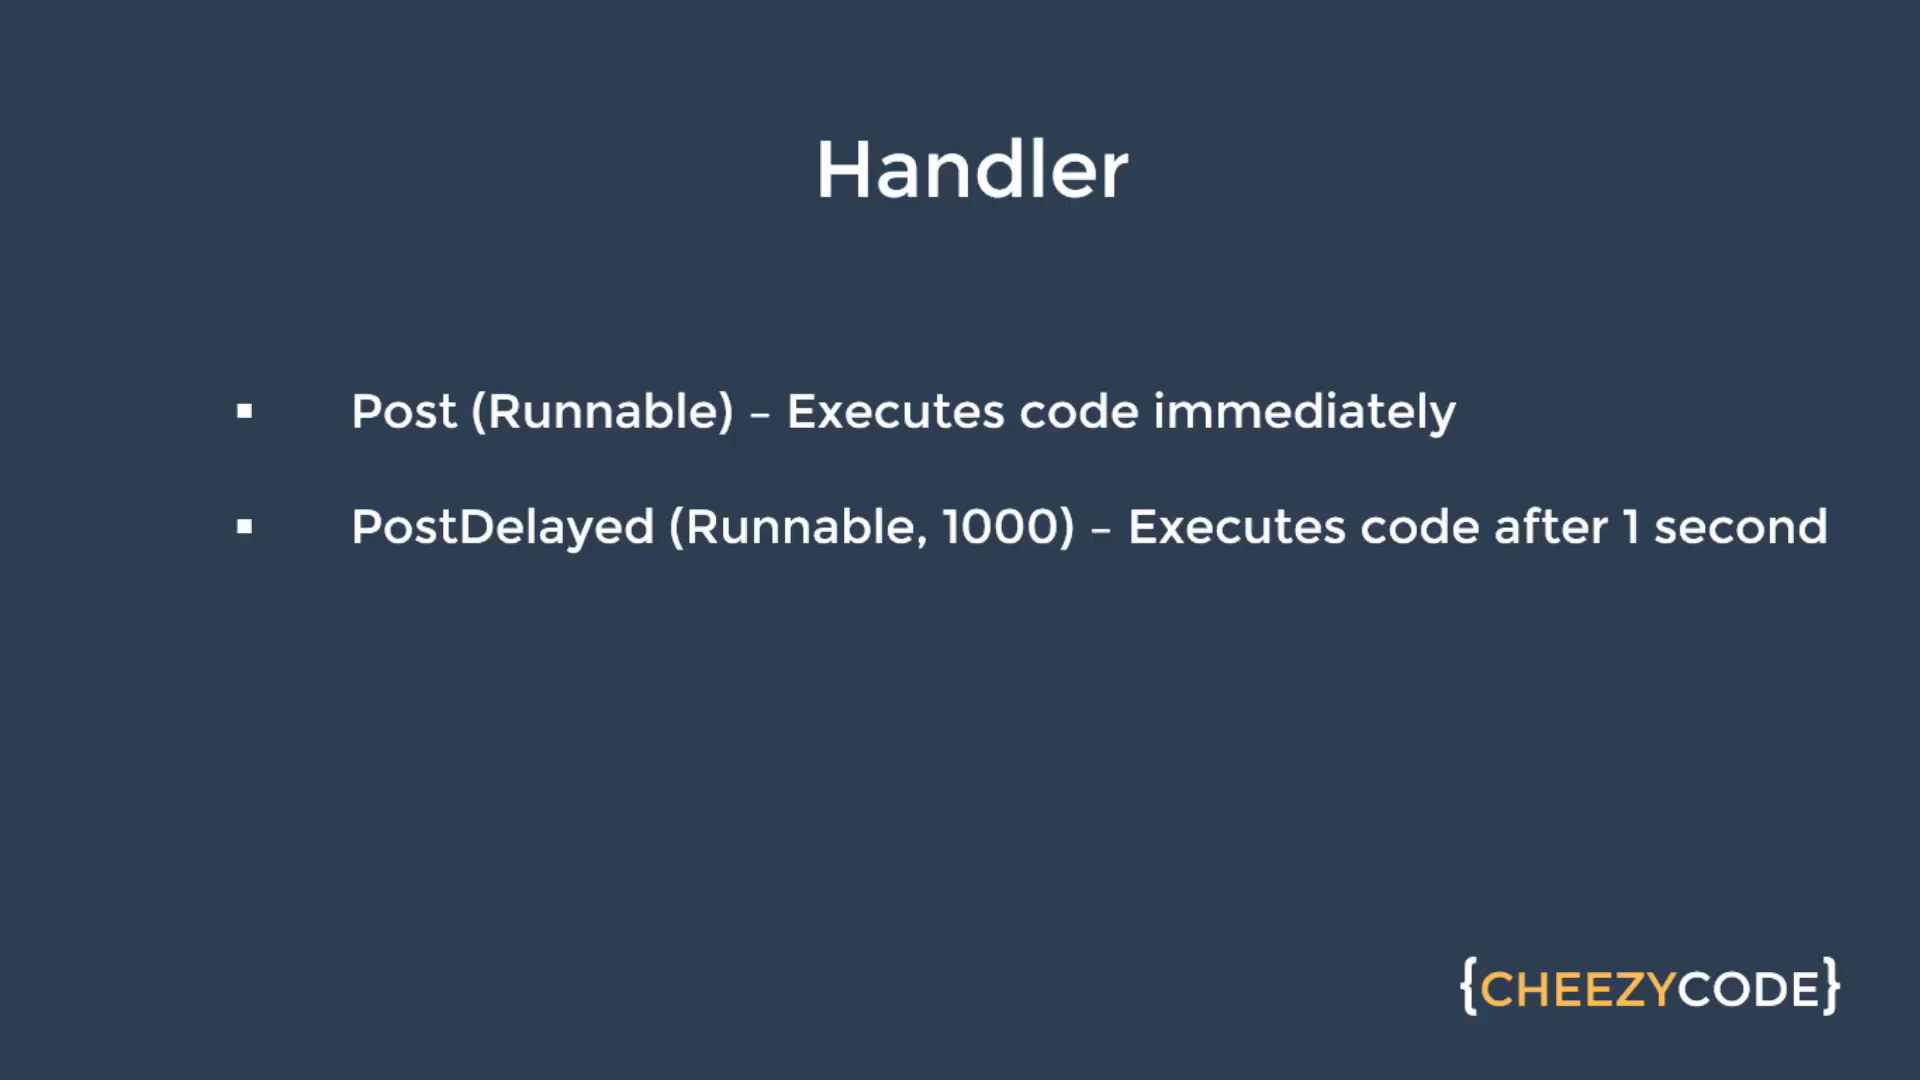 Handler
▪ Post (Runnable) – Executes code immediately
▪ PostDelayed (Runnable, 1000) – Executes code after 1 second
{CHEEZYCODE}